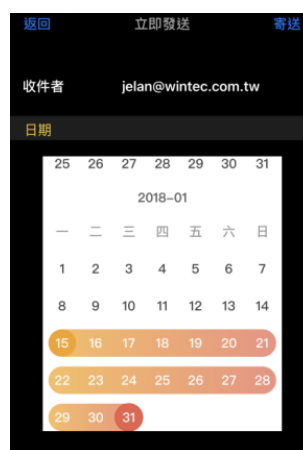 返回 立即發送 寄送
收件者 jelan@wintec.com.tw
日期
25 26 27 28 29 30 31
2018-01
一 二 三 四 五 六 日
1 2 3 4 5 6 7
8 9 10 11 12 13 14
15 16 17 18 19 20 21
22 23 24 25 26 27 28
29 30 31